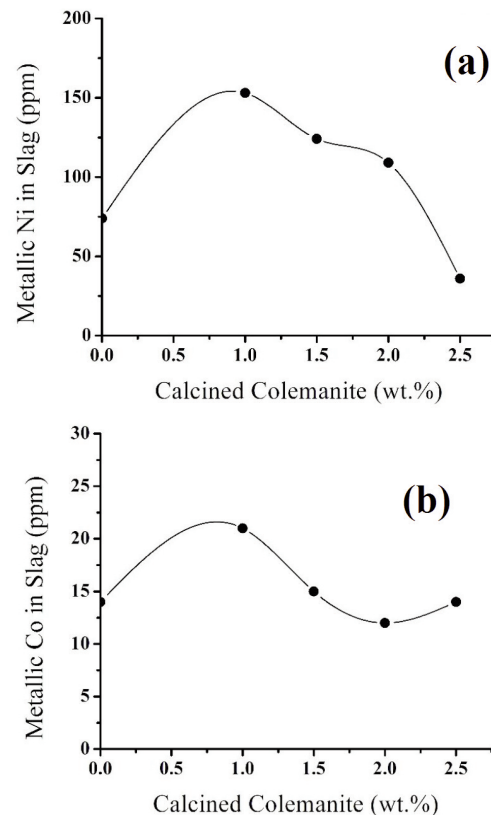 (a)
Metallic Ni in Slag (ppm)
200
150
100
50
0
0.0 0.5 1.0 1.5 2.0 2.5
Calcined Colemanite (wt.%)
(b)
Metallic Co in Slag (ppm)
30
25
20
15
10
5
0
0.0 0.5 1.0 1.5 2.0 2.5
Calcined Colemanite (wt.%)